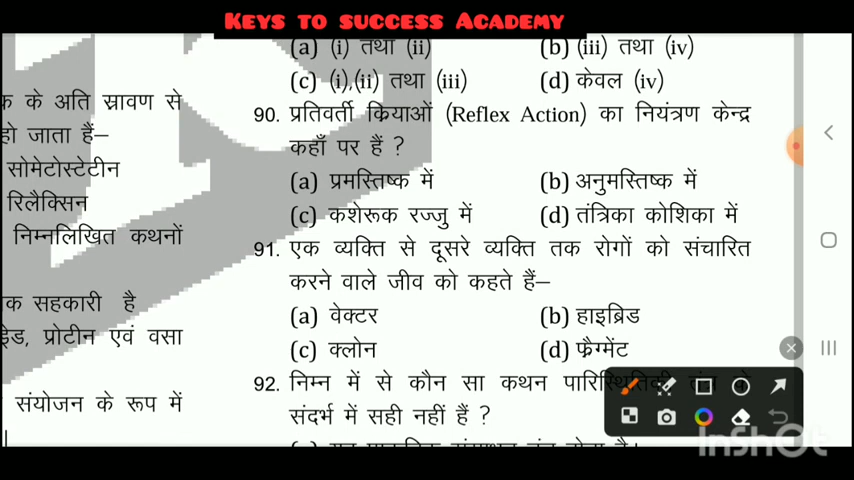 KEYS TO SUCCESS ACADEMY
क के अति स्रावण से
हो जाता हैं–
सोमेटोस्टेटीन
रिलैक्सिन
निम्नलिखित कथनों
क सहकारी है
इड, प्रोटीन एवं वसा
संयोजन के रूप में
(a) (i) तथा (ii) (b) (iii) तथा (iv)
(c) (i),(ii) तथा (iii) (d) केवल (iv)
90. प्रतिवर्ती क्रियाओं (Reflex Action) का नियंत्रण केन्द्र
कहाँ पर हैं ?
(a) प्रमस्तिष्क में (b) अनुमस्तिष्क में
(c) कशेरूक रज्जु में (d) तंत्रिका कोशिका में
91. एक व्यक्ति से दूसरे व्यक्ति तक रोगों को संचारित
करने वाले जीव को कहते हैं–
(a) वेक्टर (b) हाइब्रिड
(c) क्लोन (d) फ्रैग्मेंट
92. निम्न में से कौन सा कथन पारिस्थितिकी तंत्र
संदर्भ में सही नहीं हैं ?
InShOt